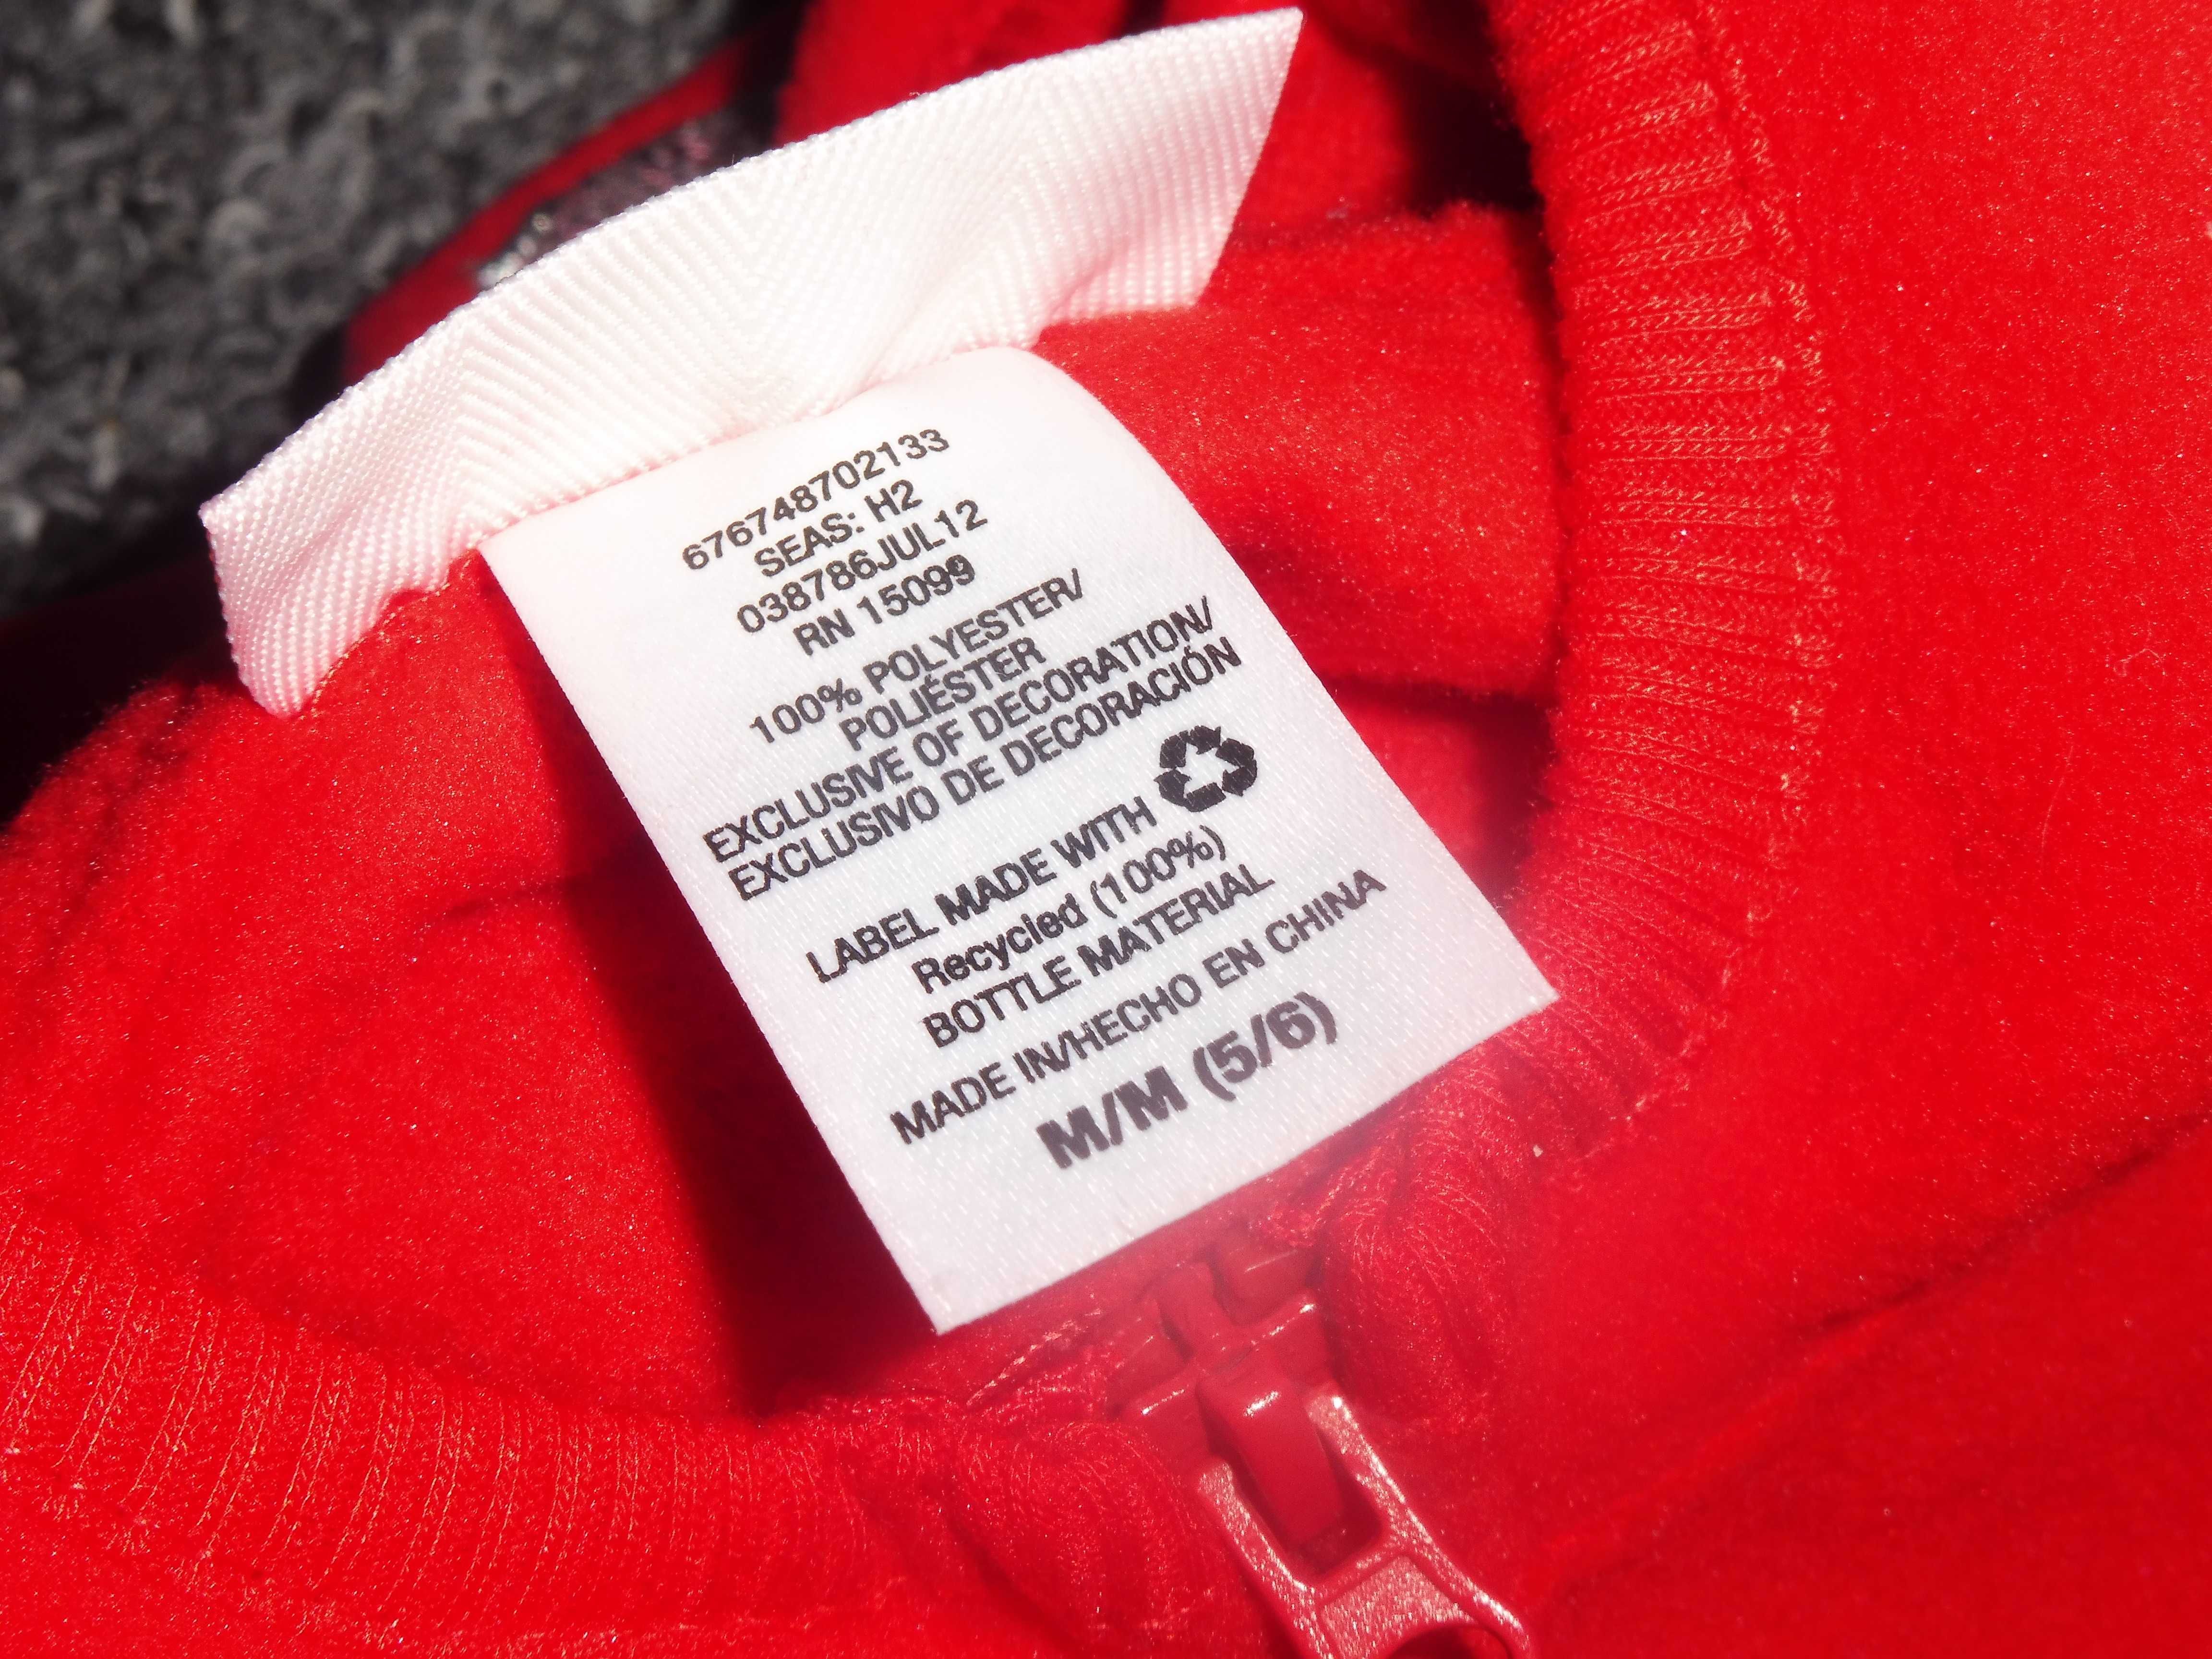 676748702133
SEAS: H2
038786JUL12
RN 15099
100% POLYESTER/
POLIÉSTER
EXCLUSIVE OF DECORATION/
EXCLUSIVO DE DECORACIÓN
LABEL MADE WITH
Recycled (100%)
BOTTLE MATERIAL
MADE IN/HECHO EN CHINA
M/M (5/6)